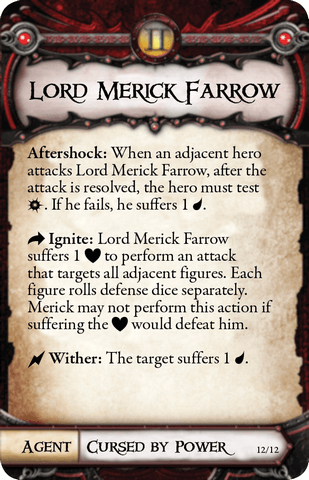 II
LORD MERICK FARROW
Aftershock: When an adjacent hero
attacks Lord Merick Farrow, after the
attack is resolved, the hero must test
. If he fails, he suffers 1 .
Ignite: Lord Merick Farrow
suffers 1 to perform an attack
that targets all adjacent figures. Each
figure rolls defense dice separately.
Merick may not perform this action if
suffering the would defeat him.
Wither: The target suffers 1 .
AGENT CURSED BY POWER 12/12